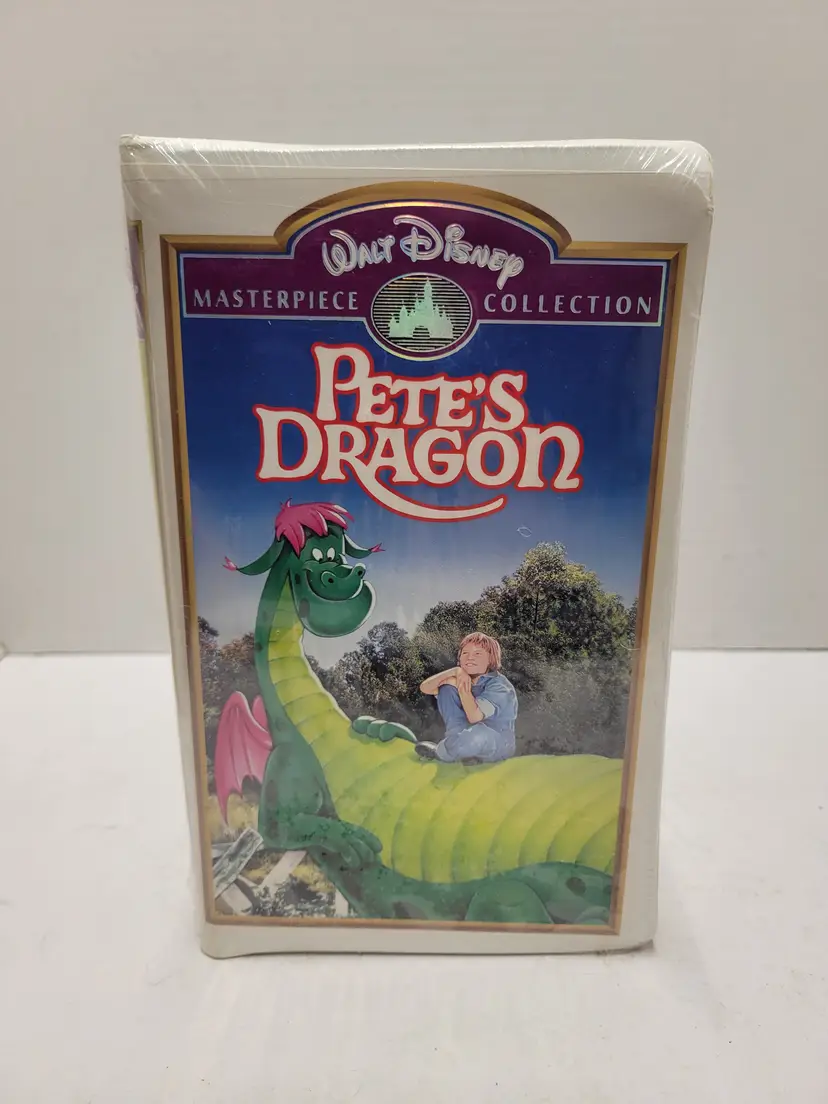 Walt Disney
MASTERPIECE COLLECTION
PETE'S
DRAGON